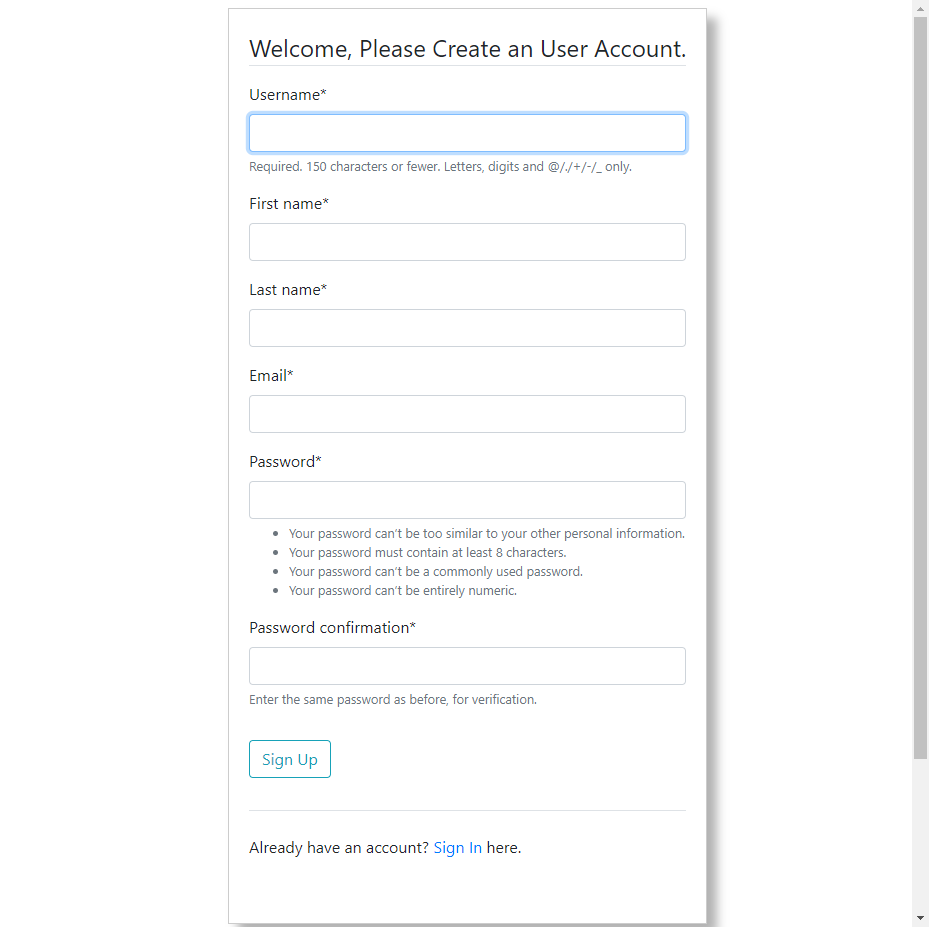 Welcome, Please Create an User Account.
Username*
Required. 150 characters or fewer. Letters, digits and @/./+/-/_ only.
First name*
Last name*
Email*
Password*
• Your password can't be too similar to your other personal information.
• Your password must contain at least 8 characters.
• Your password can't be a commonly used password.
• Your password can't be entirely numeric.
Password confirmation*
Enter the same password as before, for verification.
Sign Up
Already have an account? Sign In here.